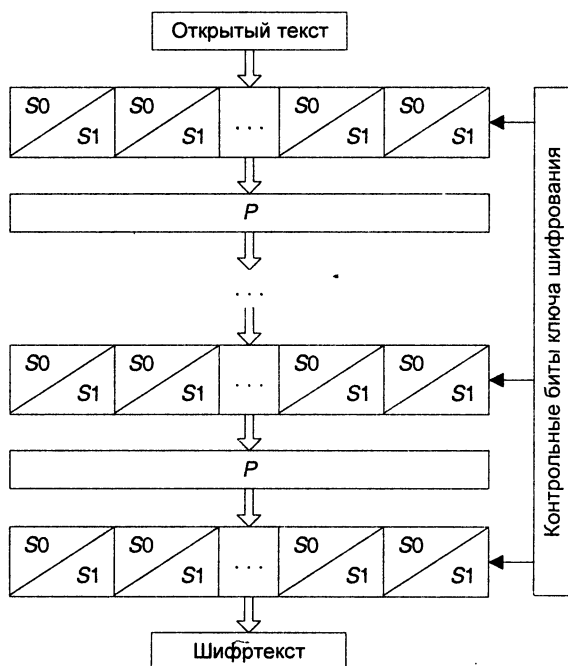 Открытый текст
S0 S0 S0 S0
S1 S1 ... S1 S1
P
...
S0 S0 S0 S0
S1 S1 ... S1 S1
P
S0 S0 S0 S0
S1 S1 ... S1 S1
Шифртекст
Контрольные биты ключа шифрования